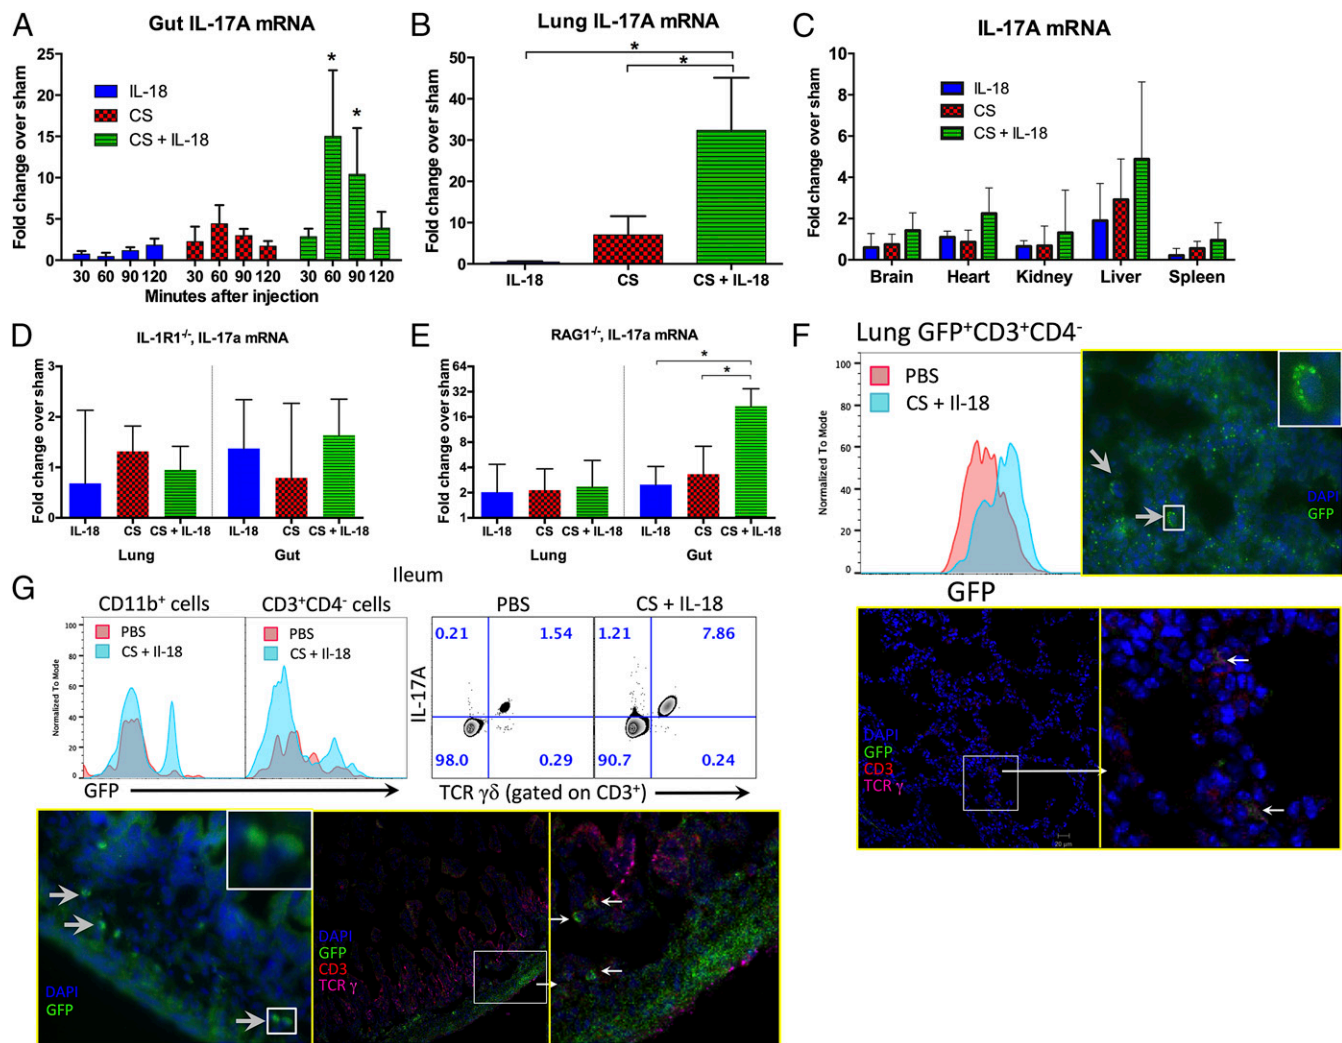 A
Gut IL-17A mRNA
Fold change over sham
25
20
15
10
5
0
IL-18
CS
CS + IL-18
*
*
30 60 90 120 30 60 90 120 30 60 90 120
Minutes after injection
B
Lung IL-17A mRNA
Fold change over sham
50
40
30
20
10
0
*
*
IL-18 CS CS + IL-18
C
IL-17A mRNA
Fold change over sham
10
8
6
4
2
0
IL-18
CS
CS + IL-18
Brain Heart Kidney Liver Spleen
D
IL-1R1-/-, IL-17a mRNA
Fold change over sham
3
2
1
0
IL-18 CS CS + IL-18 IL-18 CS CS + IL-18
Lung Gut
E
RAG1-/-, IL-17a mRNA
Fold change over sham
64
32
16
8
4
2
1
*
*
IL-18 CS CS + IL-18 IL-18 CS CS + IL-18
Lung Gut
F
Lung GFP+CD3+CD4-
Normalized To Mode
100
80
60
40
20
0
PBS
CS + Il-18
GFP
DAPI
GFP
DAPI
GFP
CD3
TCR γ
20 µm
G
Ileum
CD11b+ cells
CD3+CD4- cells
Normalized To Mode
100
80
60
40
20
0
PBS
CS + Il-18
PBS
CS + Il-18
GFP
PBS
CS + IL-18
IL-17A
0.21 1.54
98.0 0.29
1.21 7.86
90.7 0.24
TCR γδ (gated on CD3+)
DAPI
GFP
DAPI
GFP
CD3
TCR γ